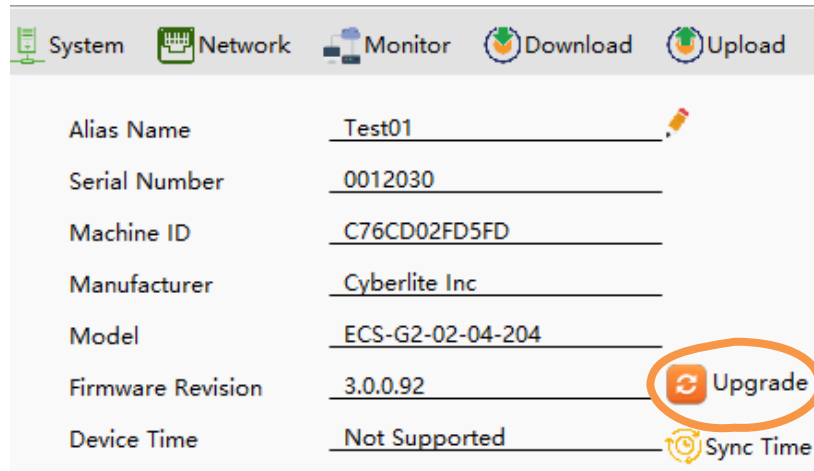 System Network Monitor Download Upload
Alias Name Test01
Serial Number 0012030
Machine ID C76CD02FD5FD
Manufacturer Cyberlite Inc
Model ECS-G2-02-04-204
Firmware Revision 3.0.0.92 Upgrade
Device Time Not Supported Sync Time